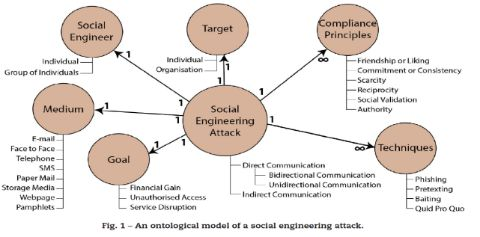 Social
Engineer
Individual
Group of Individuals
1
1
Target
Individual
Organisation
1
1
Compliance
Principles
Friendship or Liking
Commitment or Consistency
Scarcity
Reciprocity
Social Validation
Authority
∞
1
Medium
E-mail
Face to Face
Telephone
SMS
Paper Mail
Storage Media
Webpage
Pamphlets
1
1
Goal
Financial Gain
Unauthorised Access
Service Disruption
1
1
Social
Engineering
Attack
Direct Communication
Bidirectional Communication
Unidirectional Communication
Indirect Communication
1
∞
Techniques
Phishing
Pretexting
Baiting
Quid Pro Quo
Fig. 1 – An ontological model of a social engineering attack.